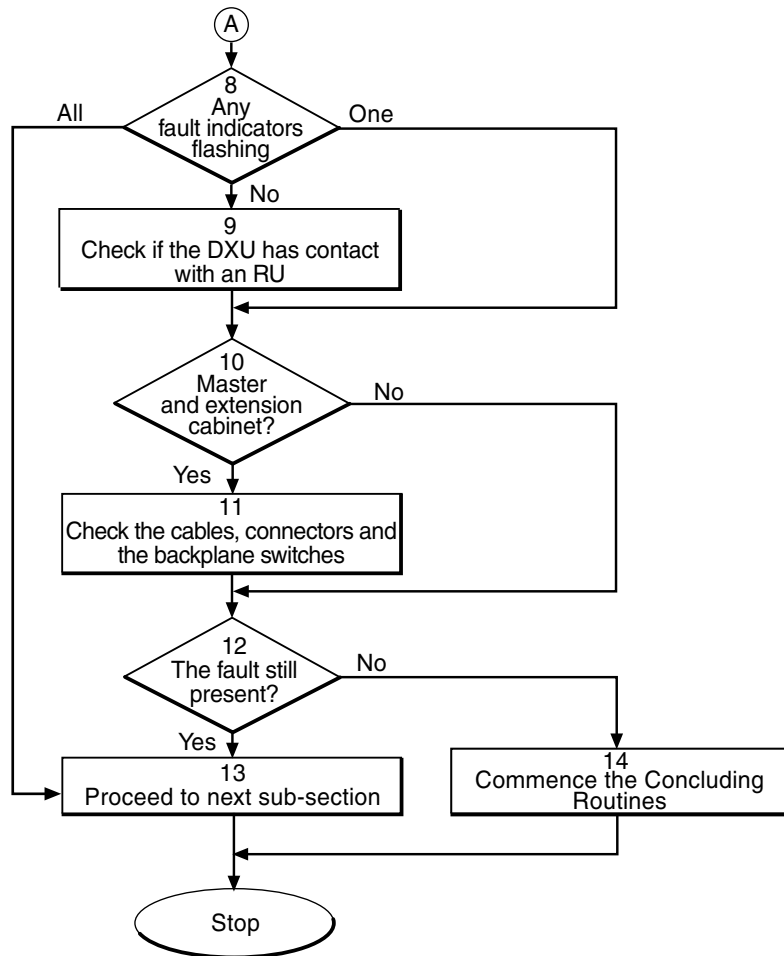 A
8
Any
fault indicators
flashing
All
One
No
9
Check if the DXU has contact
with an RU
10
Master
and extension
cabinet?
No
Yes
11
Check the cables, connectors and
the backplane switches
12
The fault still
present?
No
Yes
13
Proceed to next sub-section
14
Commence the Concluding
Routines
Stop